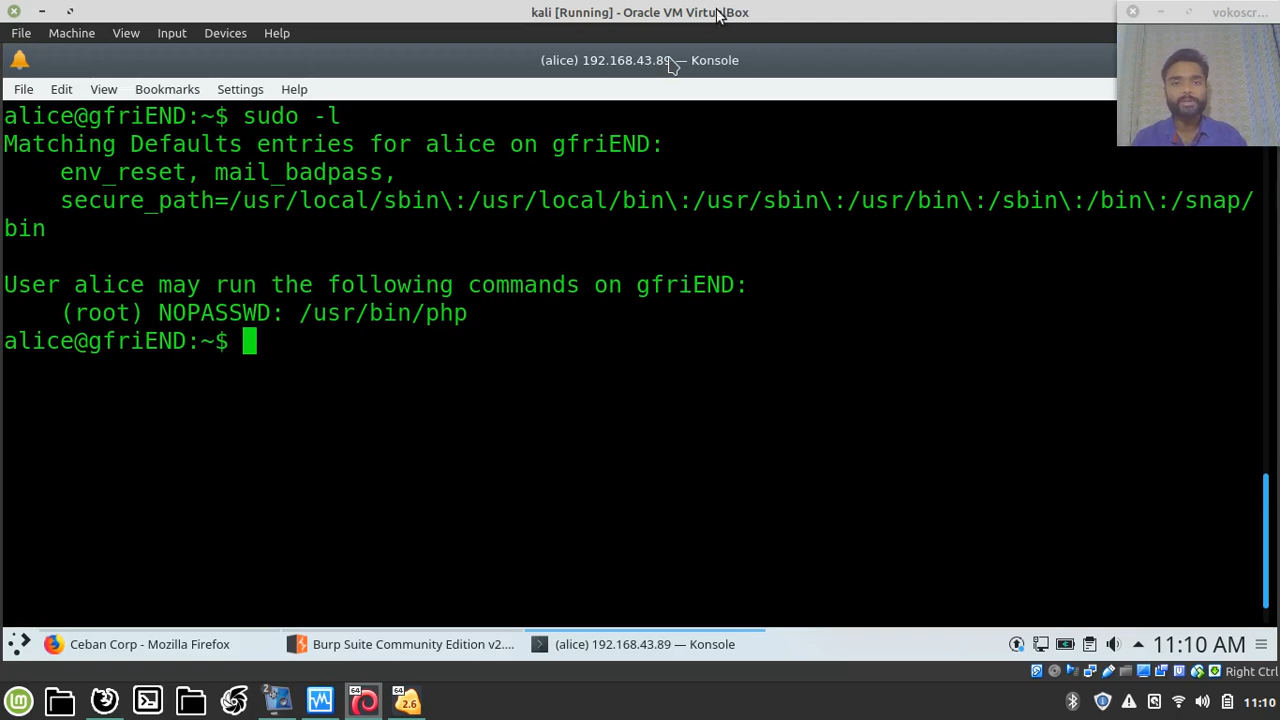 kali [Running] - Oracle VM VirtualBox
vokoscr...
File Machine View Input Devices Help
(alice) 192.168.43.89 — Konsole
File Edit View Bookmarks Settings Help
alice@gfriEND:~$ sudo -l
Matching Defaults entries for alice on gfriEND:
env_reset, mail_badpass,
secure_path=/usr/local/sbin\:/usr/local/bin\:/usr/sbin\:/usr/bin\:/sbin\:/bin\:/snap/
bin
User alice may run the following commands on gfriEND:
(root) NOPASSWD: /usr/bin/php
alice@gfriEND:~$
Ceban Corp - Mozilla Firefox
Burp Suite Community Edition v2....
(alice) 192.168.43.89 — Konsole
11:10 AM
Right Ctrl
2
64
64
2.6
11:10